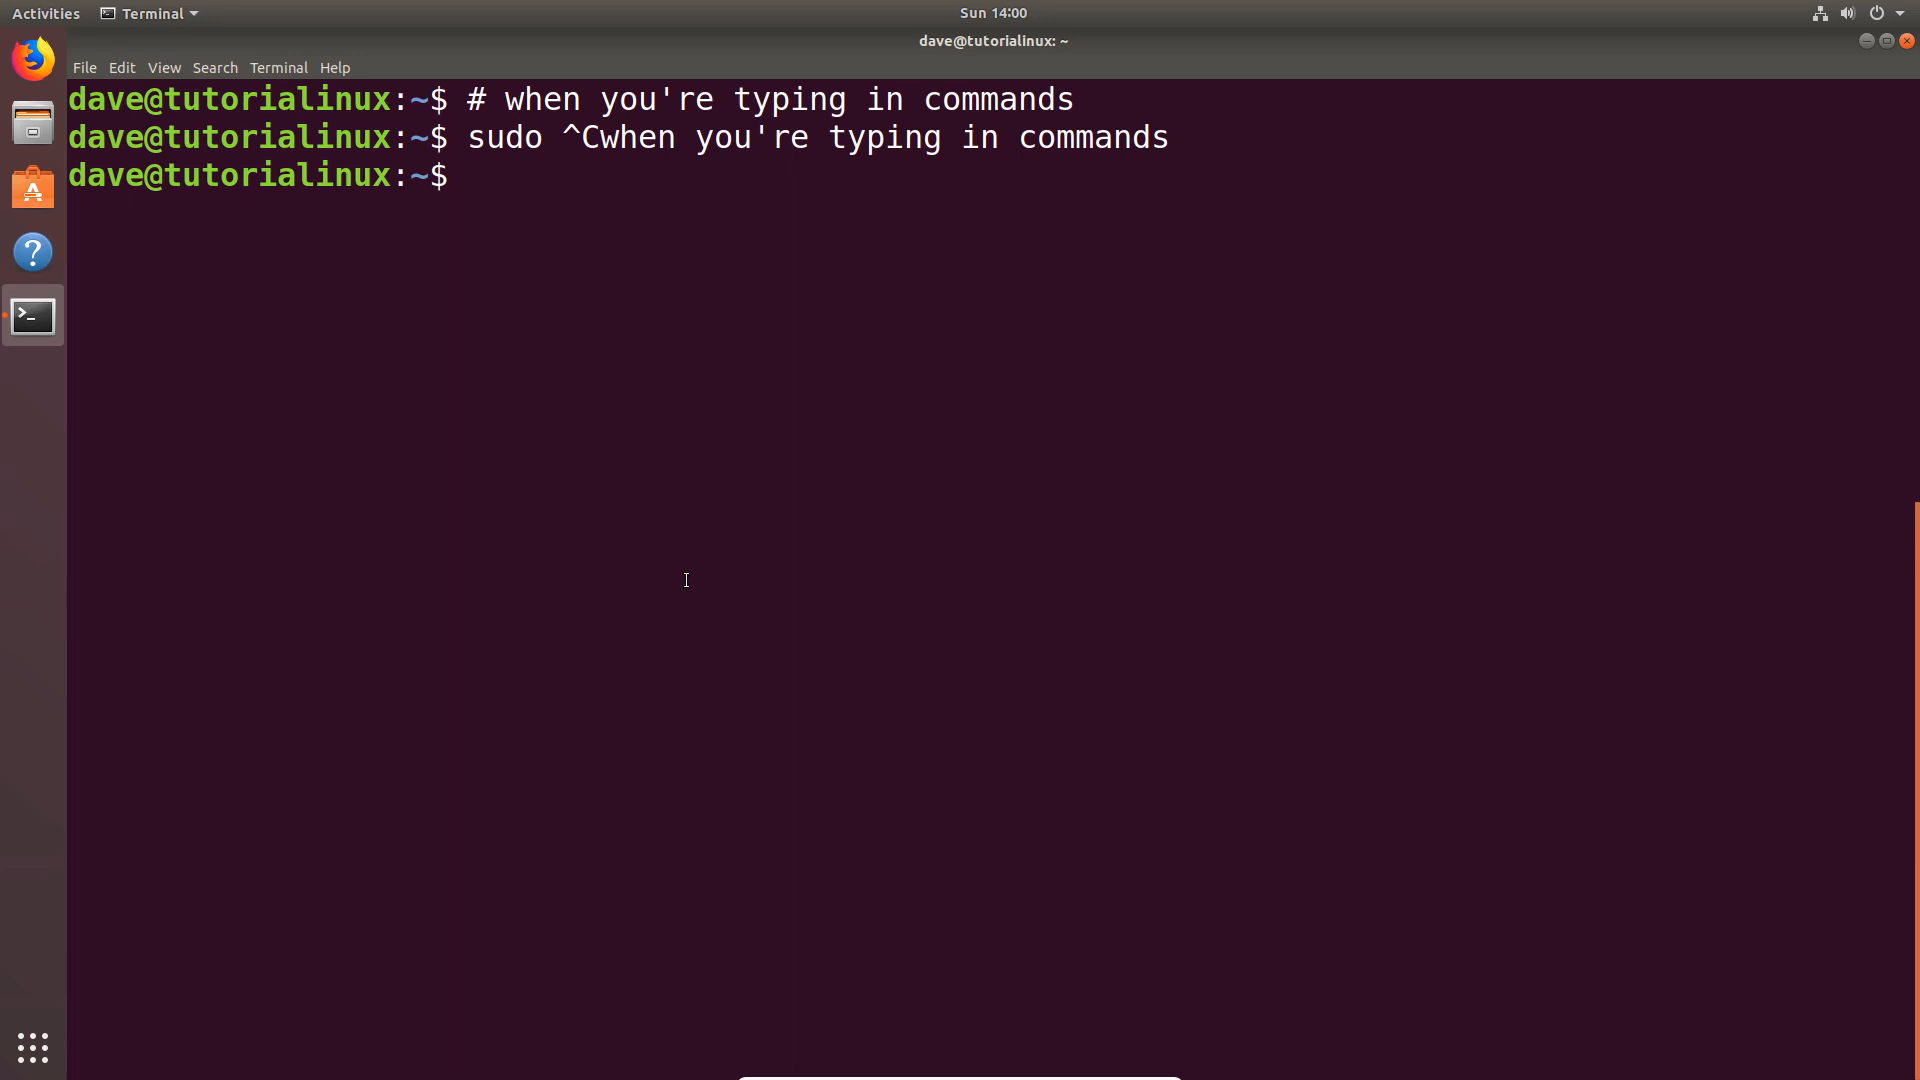 Activities Terminal Sun 14:00
dave@tutorialinux: ~
File Edit View Search Terminal Help
dave@tutorialinux:~$ # when you're typing in commands
dave@tutorialinux:~$ sudo ^Cwhen you're typing in commands
dave@tutorialinux:~$